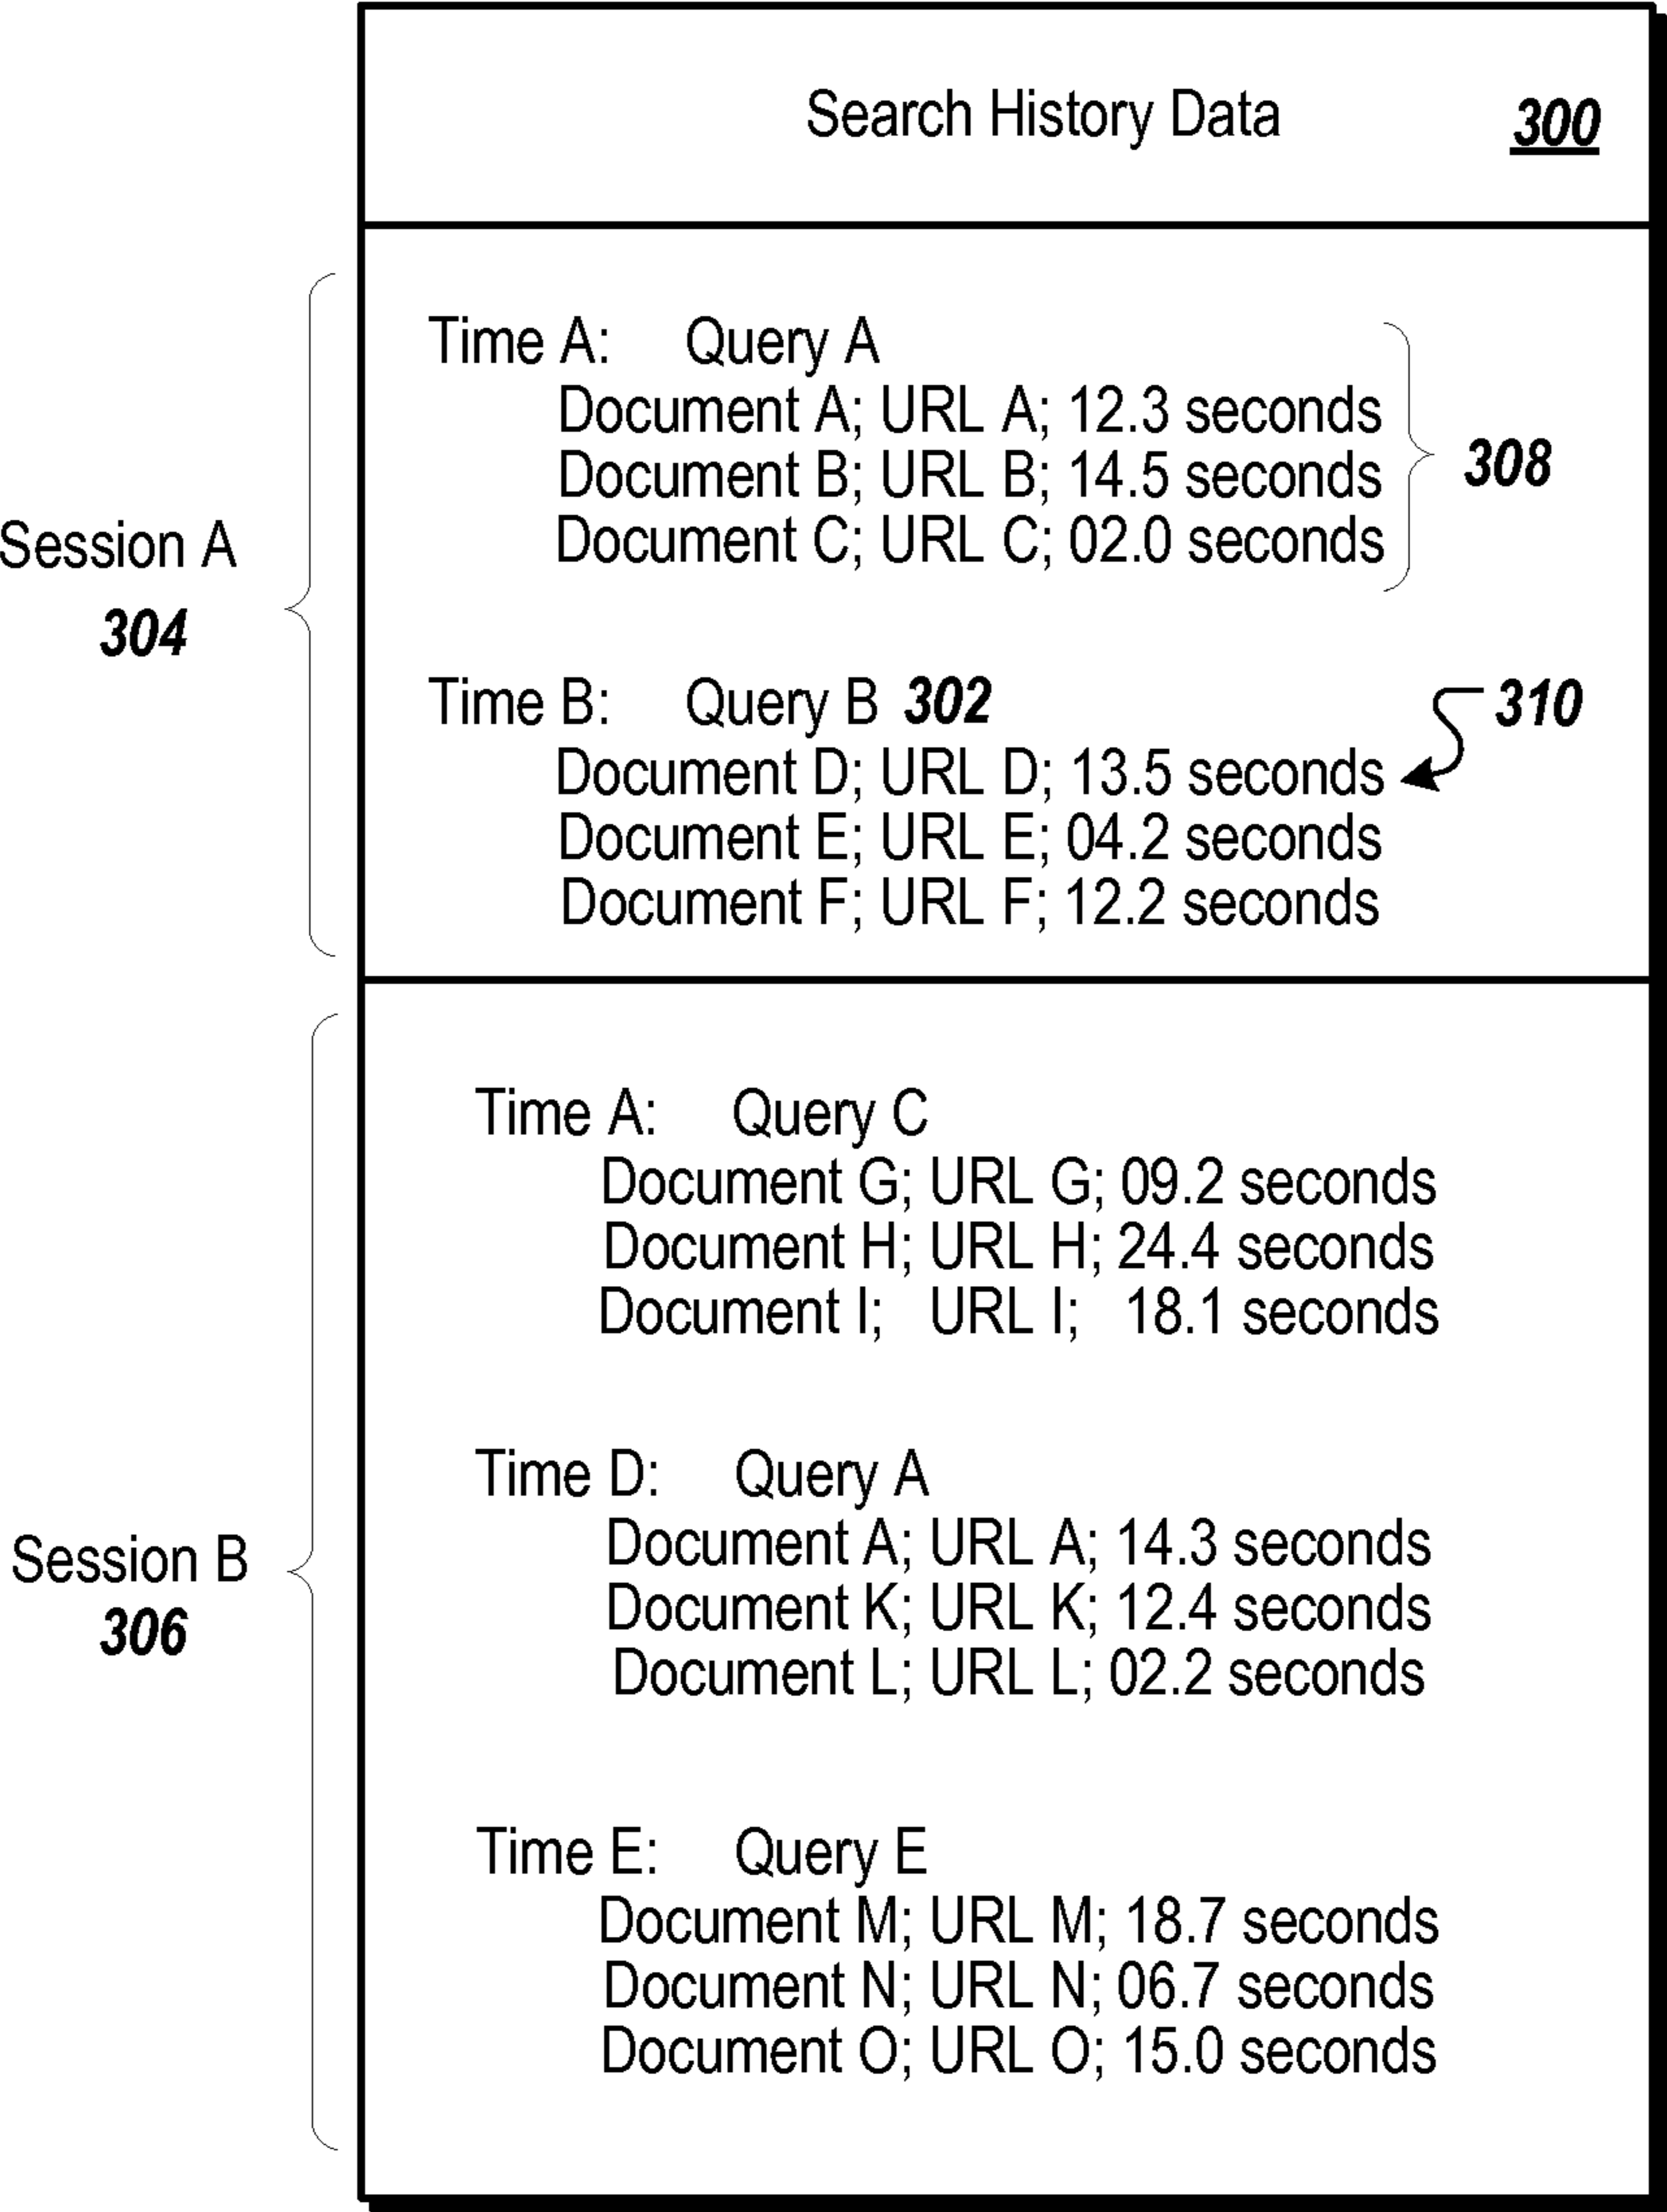 Search History Data 300
Session A
304
Time A: Query A
Document A; URL A; 12.3 seconds
Document B; URL B; 14.5 seconds
Document C; URL C; 02.0 seconds
308
Time B: Query B 302
310
Document D; URL D; 13.5 seconds
Document E; URL E; 04.2 seconds
Document F; URL F; 12.2 seconds
Session B
306
Time A: Query C
Document G; URL G; 09.2 seconds
Document H; URL H; 24.4 seconds
Document I; URL I; 18.1 seconds
Time D: Query A
Document A; URL A; 14.3 seconds
Document K; URL K; 12.4 seconds
Document L; URL L; 02.2 seconds
Time E: Query E
Document M; URL M; 18.7 seconds
Document N; URL N; 06.7 seconds
Document O; URL O; 15.0 seconds